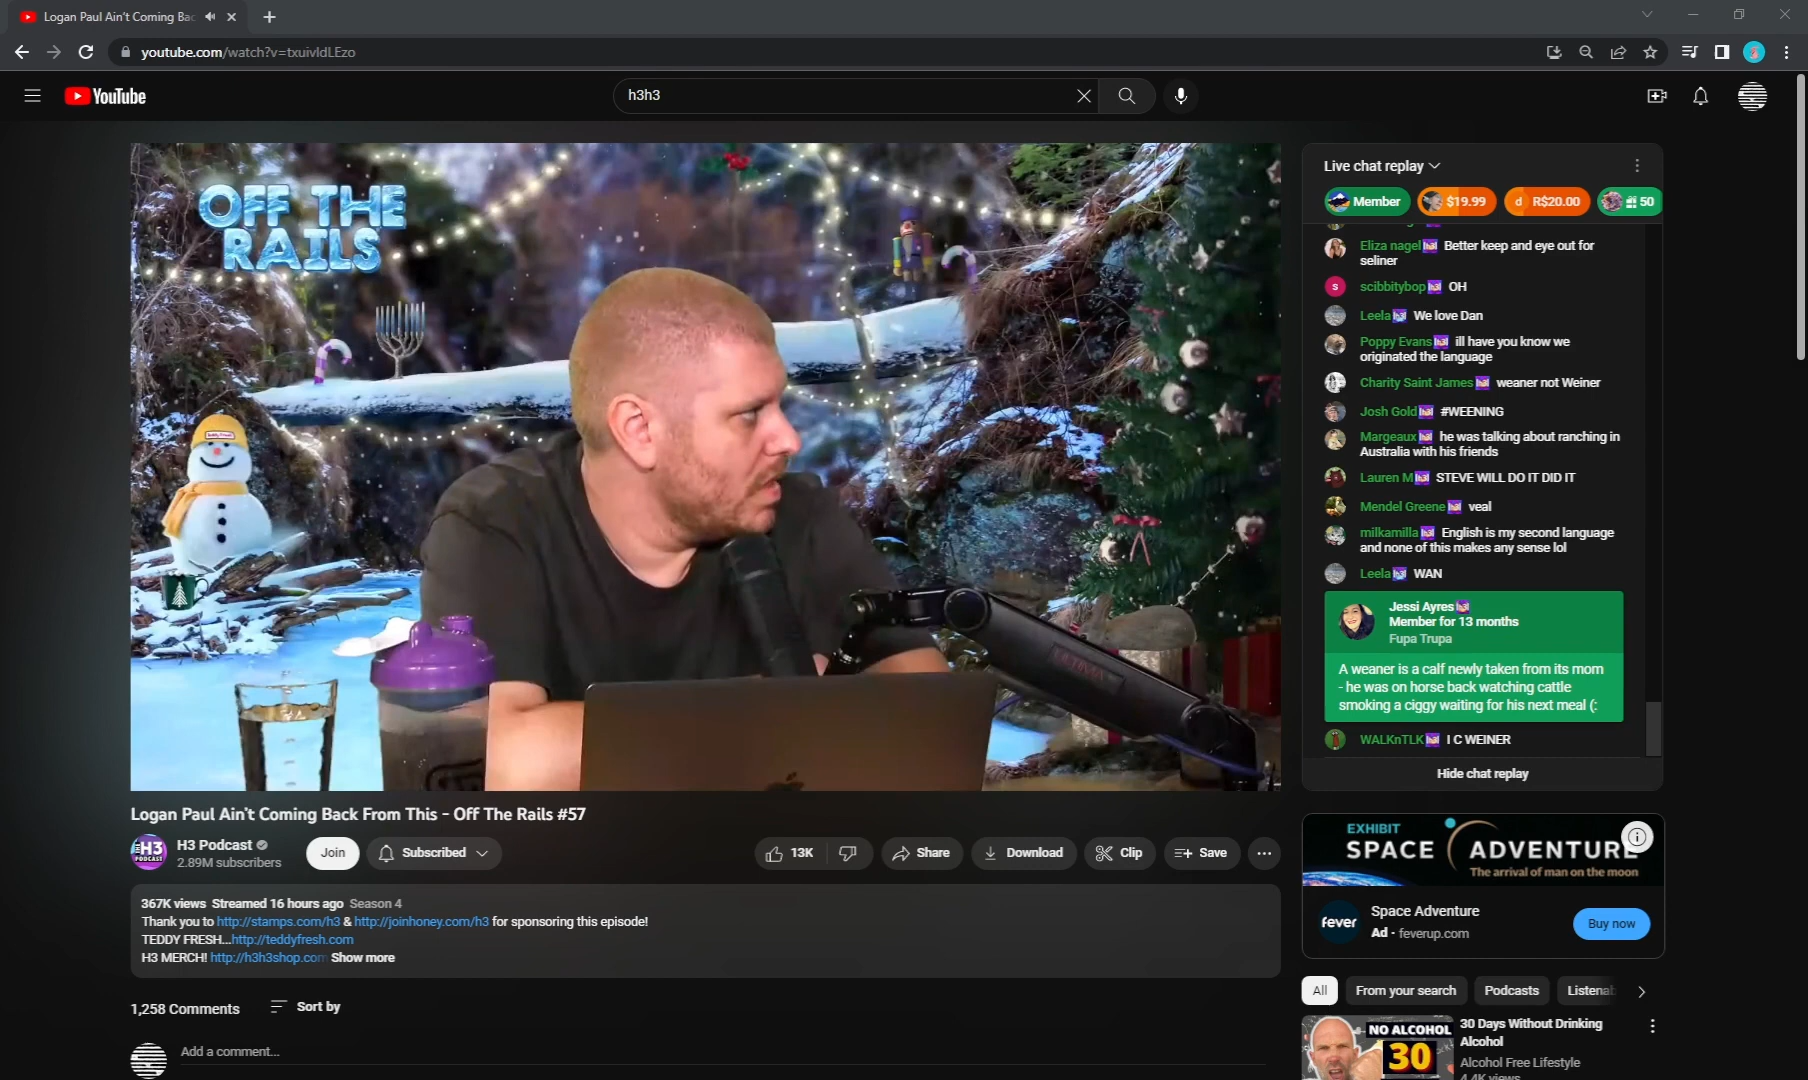 Logan Paul Ain't Coming Bac
youtube.com/watch?v=txuivIdLEzo
YouTube
h3h3
OFF THE
RAILS
Live chat replay
Member
$19.99
d R$20.00
50
Eliza nagel Better keep and eye out for
seliner
s scibbitybop OH
Leela We love Dan
Poppy Evans ill have you know we
originated the language
Charity Saint James weaner not Weiner
Josh Gold #WEENING
Margeaux he was talking about ranching in
Australia with his friends
Lauren M STEVE WILL DO IT DID IT
Mendel Greene veal
milkamilla English is my second language
and none of this makes any sense lol
Leela WAN
Jessi Ayres
Member for 13 months
Fupa Trupa
A weaner is a calf newly taken from its mom
- he was on horse back watching cattle
smoking a ciggy waiting for his next meal (:
WALKnTLK I C WEINER
Hide chat replay
Logan Paul Ain't Coming Back From This - Off The Rails #57
THE H3 PODCAST
H3 Podcast
2.89M subscribers
Join
Subscribed
13K
Share
Download
Clip
Save
367K views Streamed 16 hours ago Season 4
Thank you to http://stamps.com/h3 & http://joinhoney.com/h3 for sponsoring this episode!
TEDDY FRESH...http://teddyfresh.com
H3 MERCH! http://h3h3shop.com Show more
1,258 Comments
Sort by
Add a comment...
EXHIBIT
SPACE ADVENTURE
The arrival of man on the moon
fever
Space Adventure
Ad · feverup.com
Buy now
All
From your search
Podcasts
Listenab
NO ALCOHOL
30
30 Days Without Drinking
Alcohol
Alcohol Free Lifestyle
4.4K views